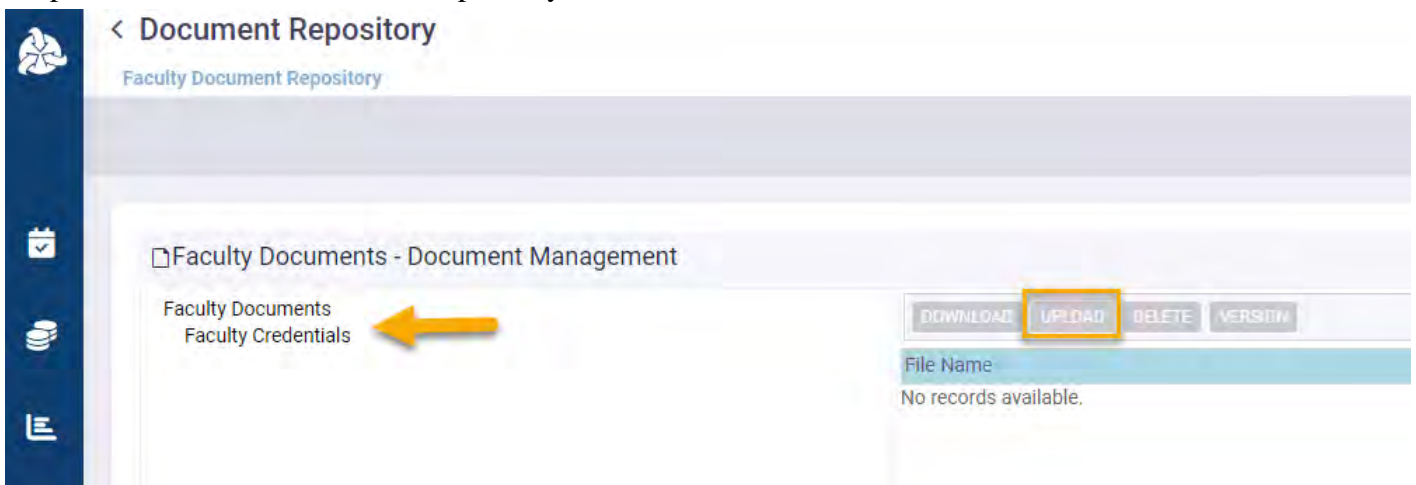 < Document Repository
Faculty Document Repository
Faculty Documents - Document Management
Faculty Documents
Faculty Credentials
DOWNLOAD UPLOAD DELETE VERSION
File Name
No records available.